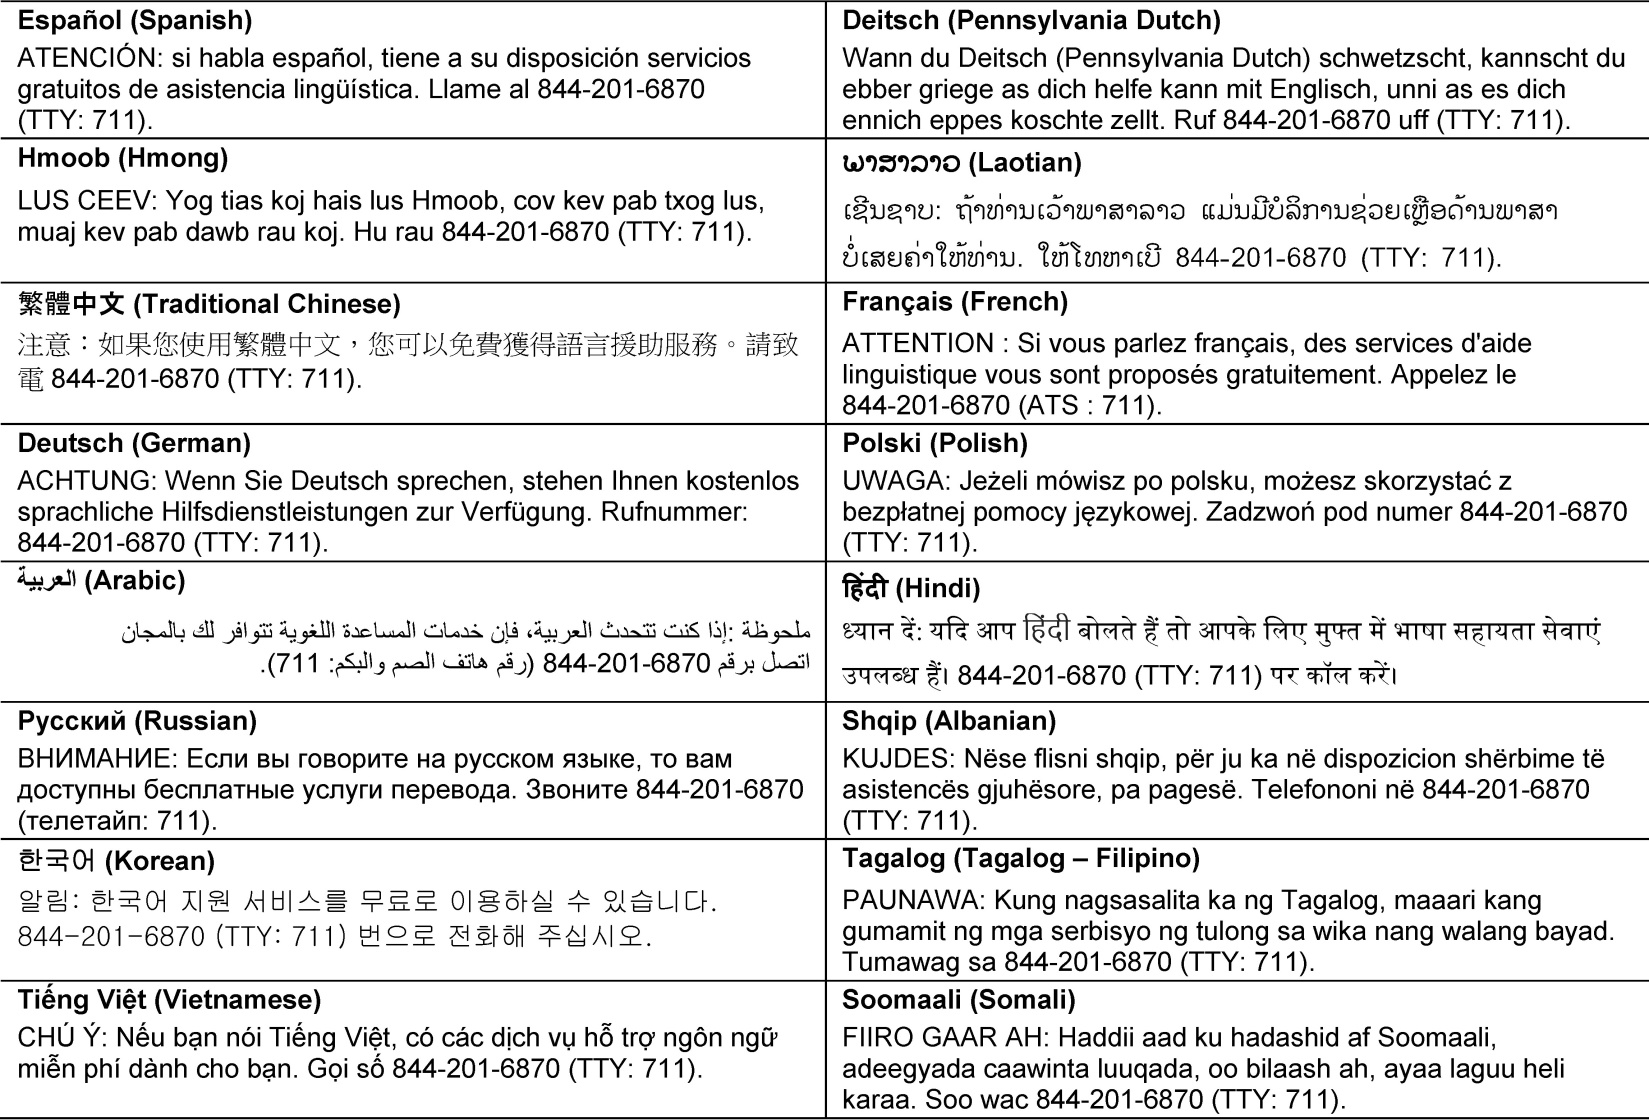 Español (Spanish)
ATENCIÓN: si habla español, tiene a su disposición servicios
gratuitos de asistencia lingüística. Llame al 844-201-6870
(TTY: 711).
Deitsch (Pennsylvania Dutch)
Wann du Deitsch (Pennsylvania Dutch) schwetzscht, kannscht du
ebber griege as dich helfe kann mit Englisch, unni as es dich
ennich eppes koschte zellt. Ruf 844-201-6870 uff (TTY: 711).
Hmoob (Hmong)
LUS CEEV: Yog tias koj hais lus Hmoob, cov kev pab txog lus,
muaj kev pab dawb rau koj. Hu rau 844-201-6870 (TTY: 711).
ພາສາລາວ (Laotian)
ເຊີນຊາບ: ຖ້າທ່ານເວົ້າພາສາລາວ ແມ່ນມີບໍລິການຊ່ວຍເຫຼືອດ້ານພາສາ
ບໍ່ເສຍຄ່າໃຫ້ທ່ານ. ໃຫ້ໂທຫາເບີ 844-201-6870 (TTY: 711).
繁體中文 (Traditional Chinese)
注意：如果您使用繁體中文，您可以免費獲得語言援助服務。請致
電 844-201-6870 (TTY: 711).
Français (French)
ATTENTION : Si vous parlez français, des services d'aide
linguistique vous sont proposés gratuitement. Appelez le
844-201-6870 (ATS : 711).
Deutsch (German)
ACHTUNG: Wenn Sie Deutsch sprechen, stehen Ihnen kostenlos
sprachliche Hilfsdienstleistungen zur Verfügung. Rufnummer:
844-201-6870 (TTY: 711).
Polski (Polish)
UWAGA: Jeżeli mówisz po polsku, możesz skorzystać z
bezpłatnej pomocy językowej. Zadzwoń pod numer 844-201-6870
(TTY: 711).
العربية (Arabic)
ملحوظة :إذا كنت تتحدث العربية، فإن خدمات المساعدة اللغوية تتوافر لك بالمجان
اتصل برقم 844-201-6870 (رقم هاتف الصم والبكم: 711).
हिंदी (Hindi)
ध्यान दें: यदि आप हिंदी बोलते हैं तो आपके लिए मुफ्त में भाषा सहायता सेवाएं
उपलब्ध हैं। 844-201-6870 (TTY: 711) पर कॉल करें।
Русский (Russian)
ВНИМАНИЕ: Если вы говорите на русском языке, то вам
доступны бесплатные услуги перевода. Звоните 844-201-6870
(телетайп: 711).
Shqip (Albanian)
KUJDES: Nëse flisni shqip, për ju ka në dispozicion shërbime të
asistencës gjuhësore, pa pagesë. Telefononi në 844-201-6870
(TTY: 711).
한국어 (Korean)
알림: 한국어 지원 서비스를 무료로 이용하실 수 있습니다.
844-201-6870 (TTY: 711) 번으로 전화해 주십시오.
Tagalog (Tagalog – Filipino)
PAUNAWA: Kung nagsasalita ka ng Tagalog, maaari kang
gumamit ng mga serbisyo ng tulong sa wika nang walang bayad.
Tumawag sa 844-201-6870 (TTY: 711).
Tiếng Việt (Vietnamese)
CHÚ Ý: Nếu bạn nói Tiếng Việt, có các dịch vụ hỗ trợ ngôn ngữ
miễn phí dành cho bạn. Gọi số 844-201-6870 (TTY: 711).
Soomaali (Somali)
FIIRO GAAR AH: Haddii aad ku hadashid af Soomaali,
adeegyada caawinta luuqada, oo bilaash ah, ayaa laguu heli
karaa. Soo wac 844-201-6870 (TTY: 711).